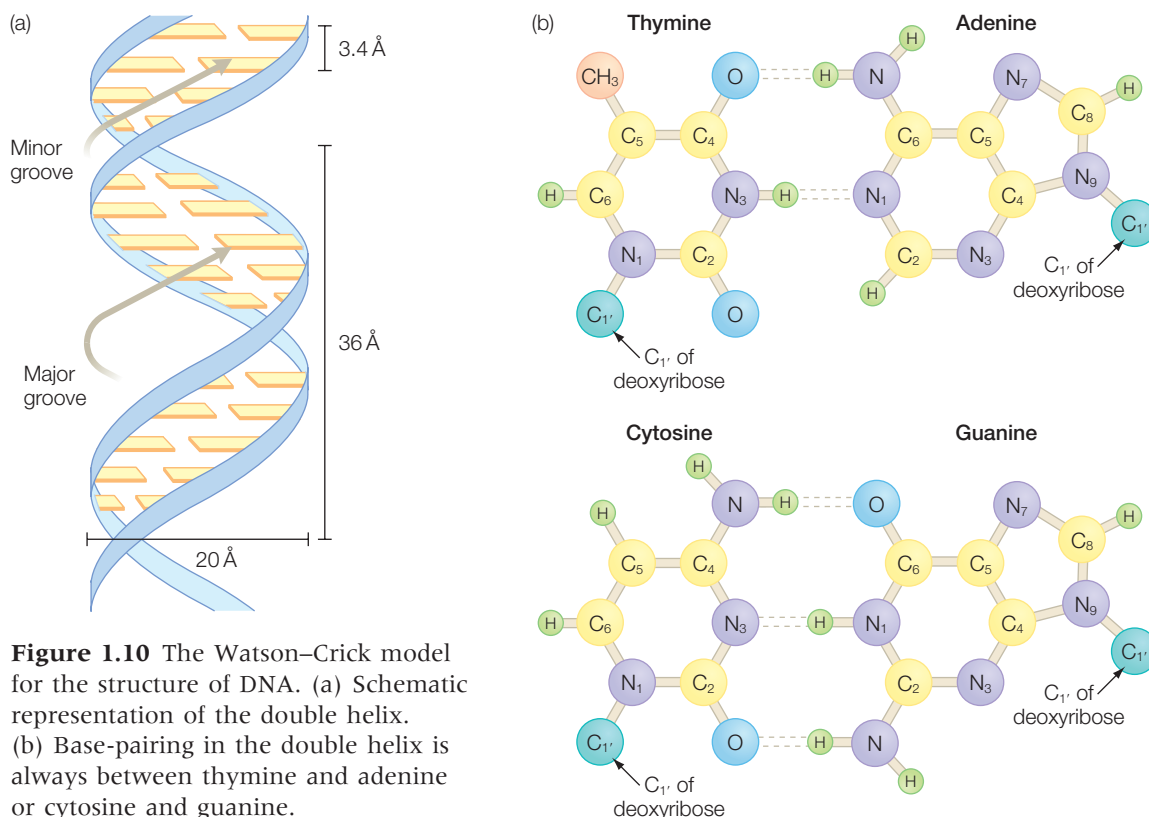 (a)
3.4 Å
Minor
groove
Major
groove
36 Å
20 Å
Figure 1.10 The Watson–Crick model
for the structure of DNA. (a) Schematic
representation of the double helix.
(b) Base-pairing in the double helix is
always between thymine and adenine
or cytosine and guanine.
(b)
Thymine Adenine
H
CH₃ O H N N₇ H
C₅ C₄ C₆ C₅ C₈
H C₆ N₃ H N₁ C₄ N₉
C₁′
N₁ C₂ C₂ N₃
H
C₁′ O
C₁′ of
deoxyribose
C₁′ of
deoxyribose
Cytosine Guanine
H
H N H O N₇ H
C₅ C₄ C₆ C₅ C₈
H C₆ N₃ H N₁ C₄ N₉
C₁′
N₁ C₂ C₂ N₃
C₁′ O H N
H
C₁′ of
deoxyribose
C₁′ of
deoxyribose